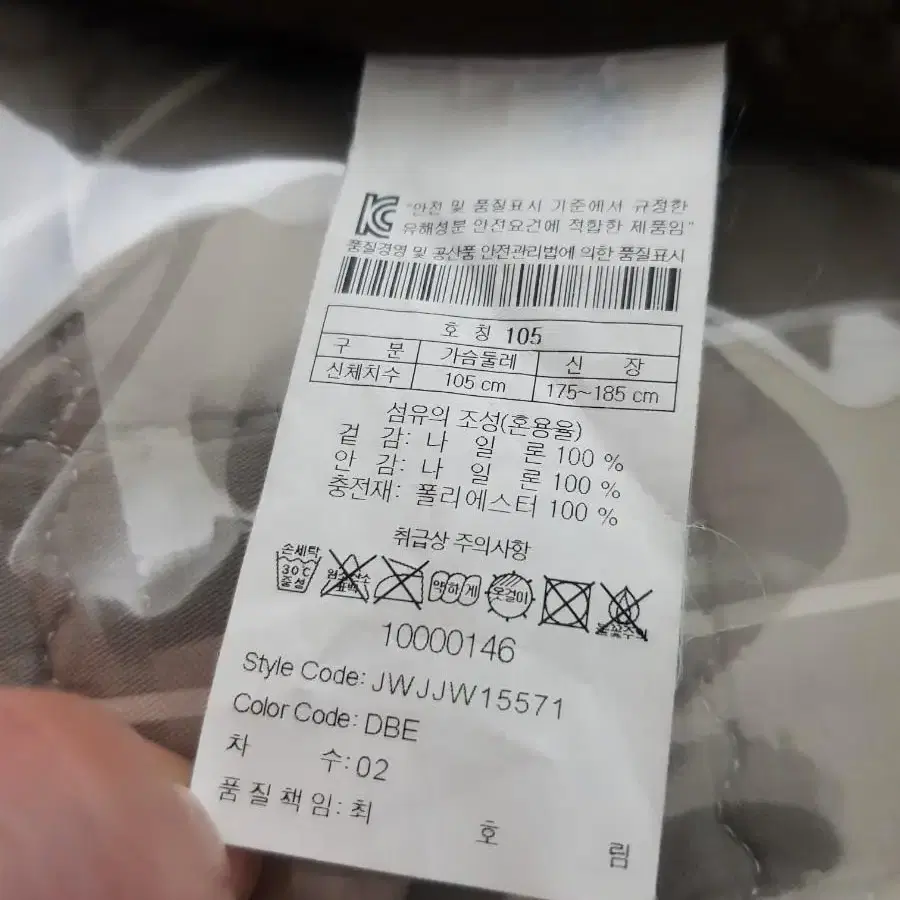 "안전 및 품질표시 기준에서 규정한
유해성분 안전요건에 적합한 제품임"
품질경영 및 공산품 안전관리법에 의한 품질표시
호 칭 105
구 분 가슴둘레 신 장
신체치수 105 cm 175~185 cm
섬유의 조성(혼용율)
겉 감: 나 일 론 100 %
안 감: 나 일 론 100 %
충전재: 폴리에스터 100 %
취급상 주의사항
손세탁
30℃
중성
약하게
옷걸이
10000146
Style Code: JWJJW15571
Color Code: DBE
차 수: 02
품질책임: 최 호 림